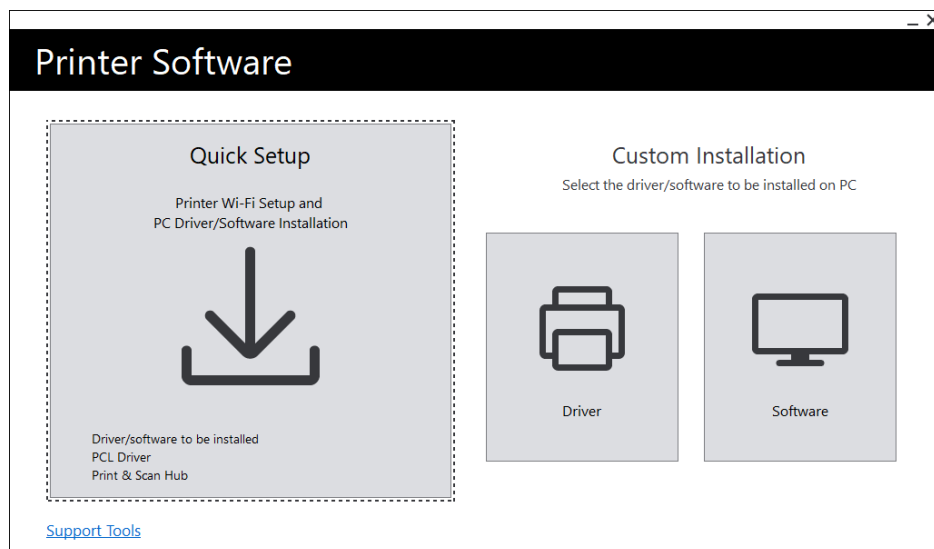 Printer Software
Quick Setup
Printer Wi-Fi Setup and
PC Driver/Software Installation
Driver/software to be installed
PCL Driver
Print & Scan Hub
Custom Installation
Select the driver/software to be installed on PC
Driver
Software
Support Tools